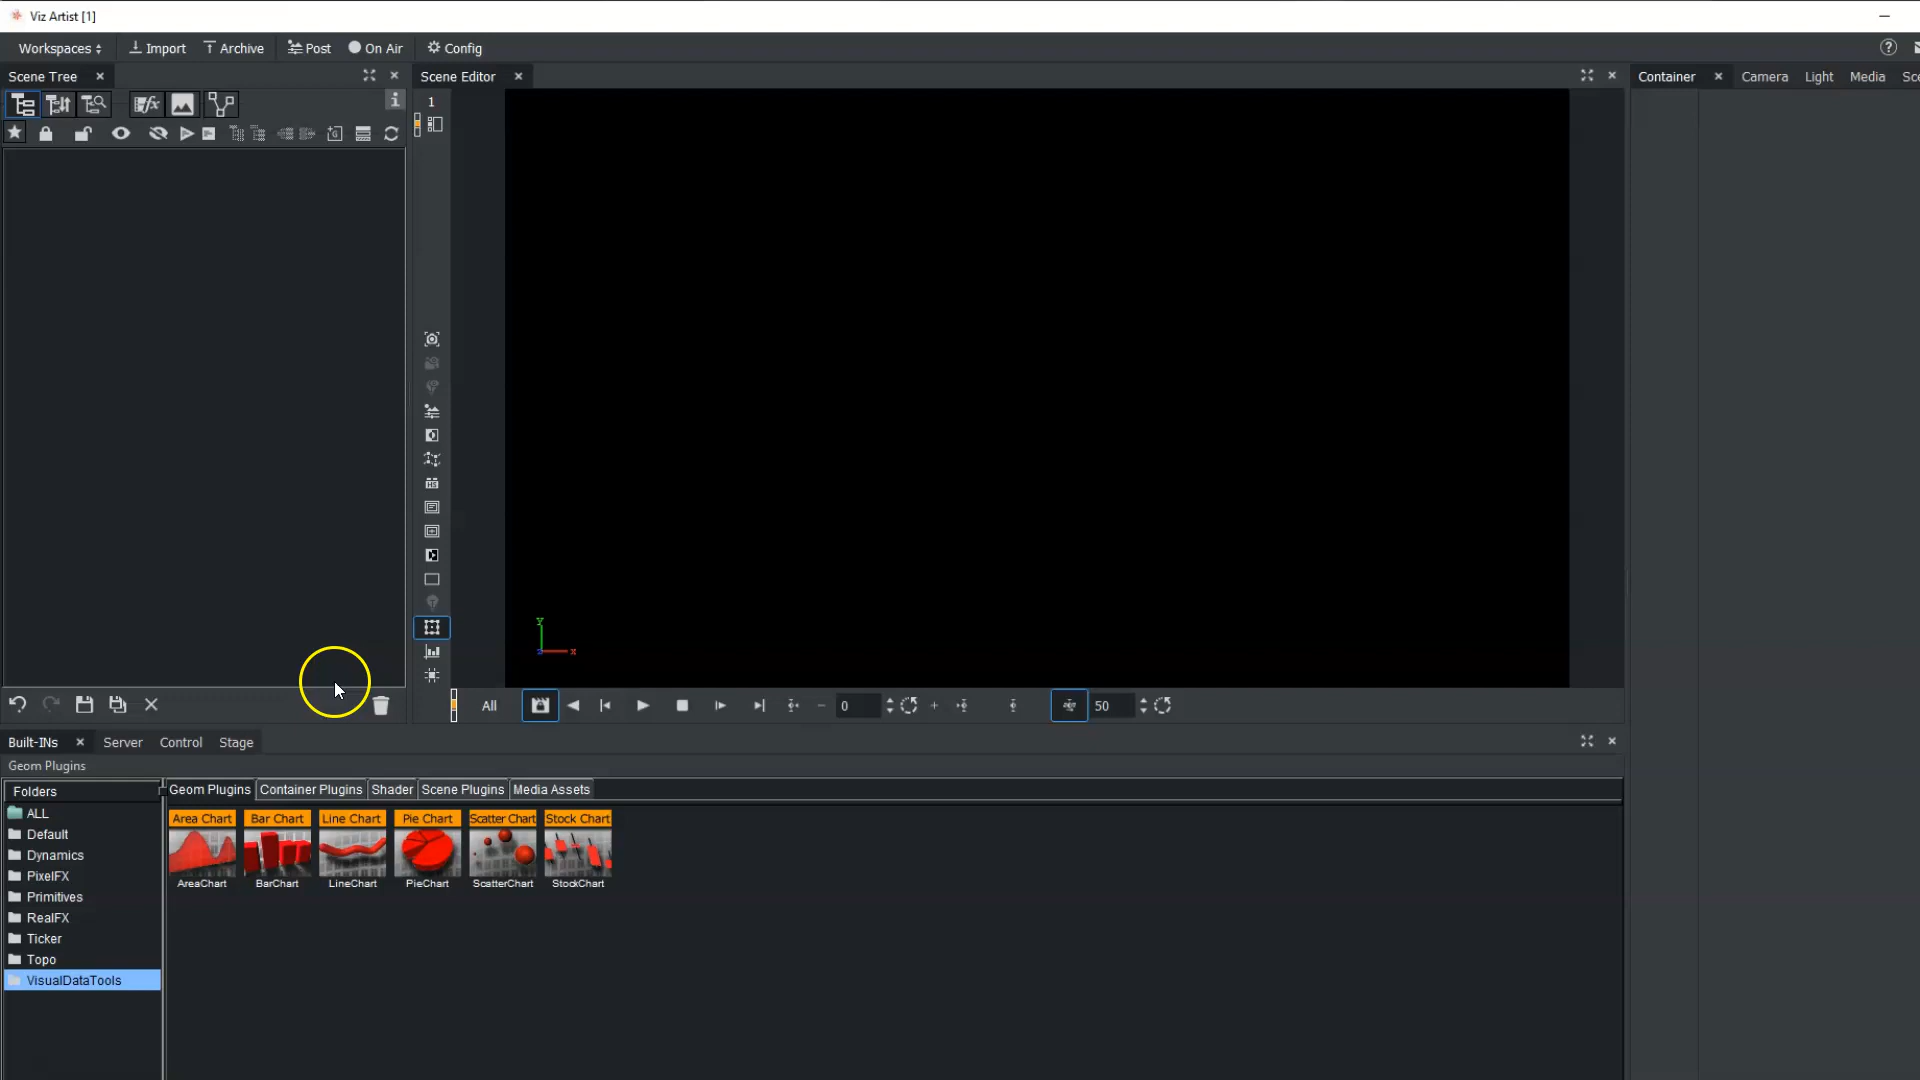 Viz Artist [1]
Workspaces Import Archive Post On Air Config
Scene Tree Scene Editor Container Camera Light Media Sce
1
Y
x
All 0 50
Built-INs Server Control Stage
Geom Plugins
Folders Geom Plugins Container Plugins Shader Scene Plugins Media Assets
ALL
Default
Dynamics
PixelFX
Primitives
RealFX
Ticker
Topo
VisualDataTools
Area Chart Bar Chart Line Chart Pie Chart Scatter Chart Stock Chart
AreaChart BarChart LineChart PieChart ScatterChart StockChart